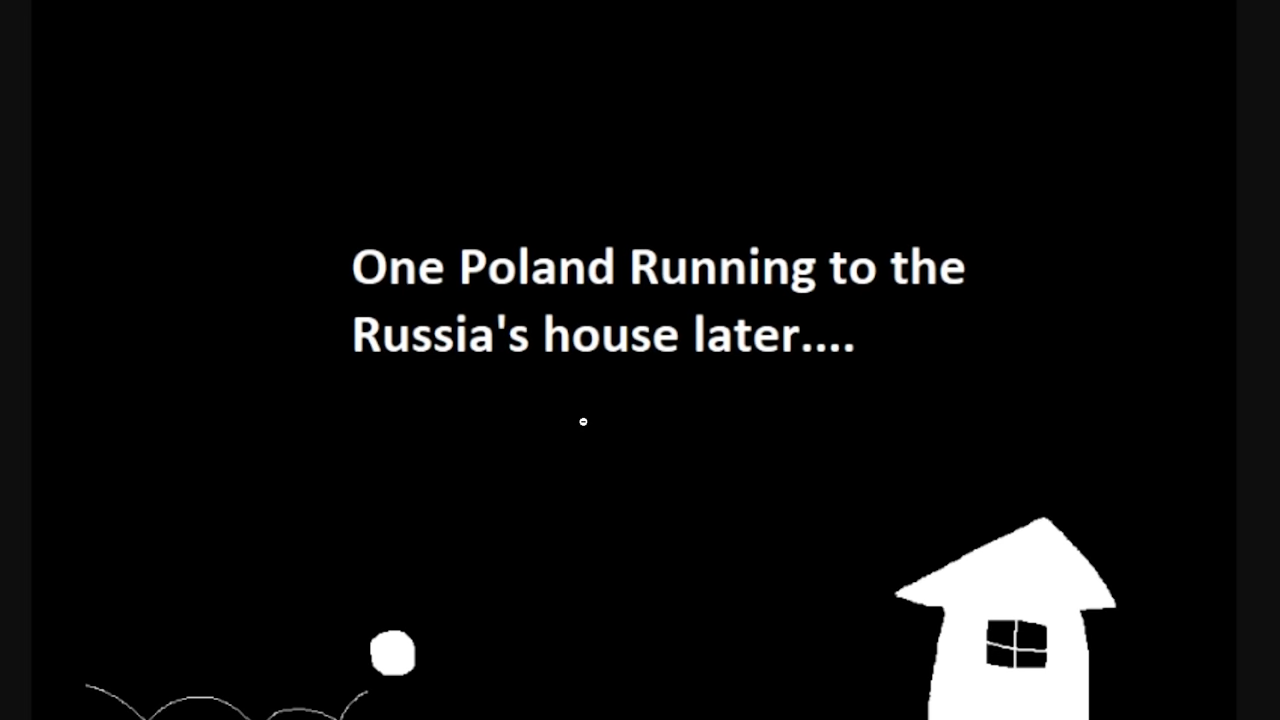 One Poland Running to the
Russia's house later....